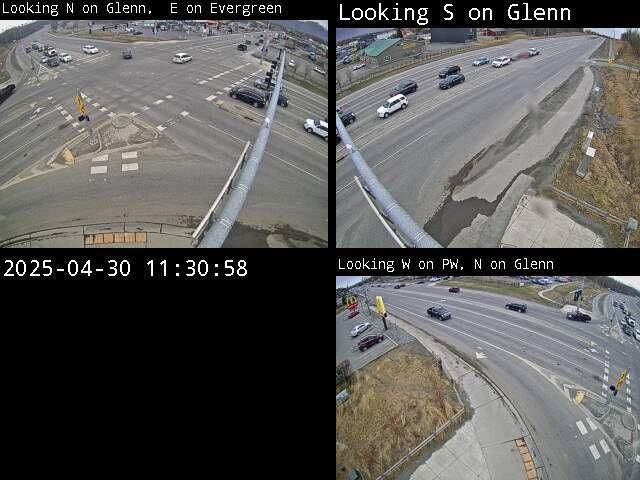 Looking N on Glenn, E on Evergreen
Looking S on Glenn
2025-04-30 11:30:58
Looking W on PW, N on Glenn